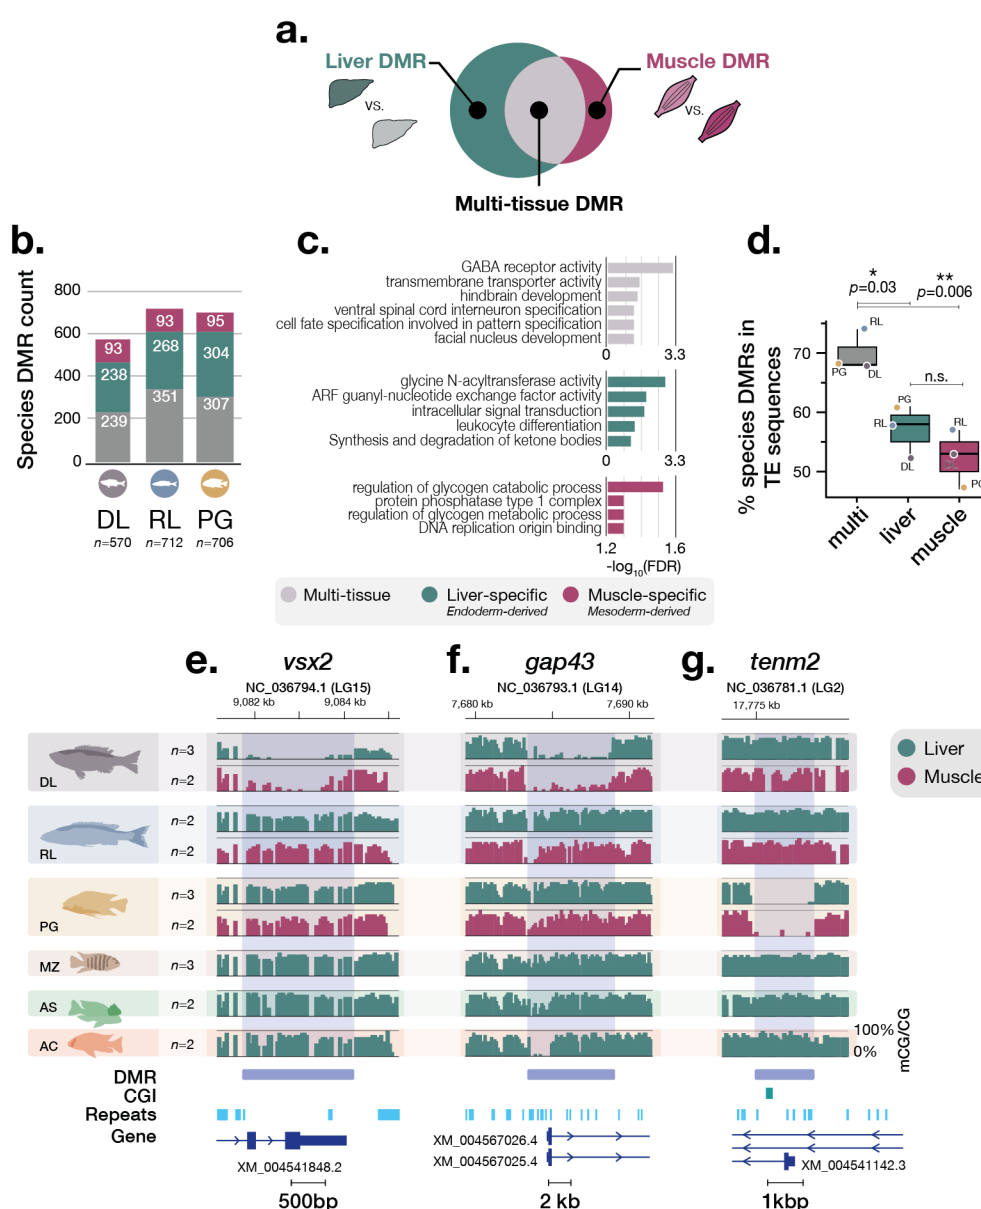 a.
Liver DMR
Muscle DMR
vs.
vs.
Multi-tissue DMR
b.
Species DMR count
800
600
400
200
0
93
238
239
93
268
351
95
304
307
DL
RL
PG
n=570
n=712
n=706
c.
GABA receptor activity
transmembrane transporter activity
hindbrain development
ventral spinal cord interneuron specification
cell fate specification involved in pattern specification
facial nucleus development
0
3.3
glycine N-acyltransferase activity
ARF guanyl-nucleotide exchange factor activity
intracellular signal transduction
leukocyte differentiation
Synthesis and degradation of ketone bodies
0
3.3
regulation of glycogen catabolic process
protein phosphatase type 1 complex
regulation of glycogen metabolic process
DNA replication origin binding
1.2
1.6
-log10(FDR)
d.
% species DMRs in
TE sequences
*
p=0.03
**
p=0.006
n.s.
70
60
50
RL
PG
DL
PG
RL
DL
RL
PG
multi
liver
muscle
Multi-tissue
Liver-specific
Endoderm-derived
Muscle-specific
Mesoderm-derived
e.
vsx2
NC_036794.1 (LG15)
9,082 kb
9,084 kb
f.
gap43
NC_036793.1 (LG14)
7,680 kb
7,690 kb
g.
tenm2
NC_036781.1 (LG2)
17,775 kb
Liver
Muscle
DL
n=3
n=2
RL
n=2
n=2
PG
n=3
n=2
MZ
n=3
AS
n=2
AC
n=2
100%
0%
mCG/CG
DMR
CGI
Repeats
Gene
XM_004541848.2
500bp
XM_004567026.4
XM_004567025.4
2 kb
XM_004541142.3
1kbp